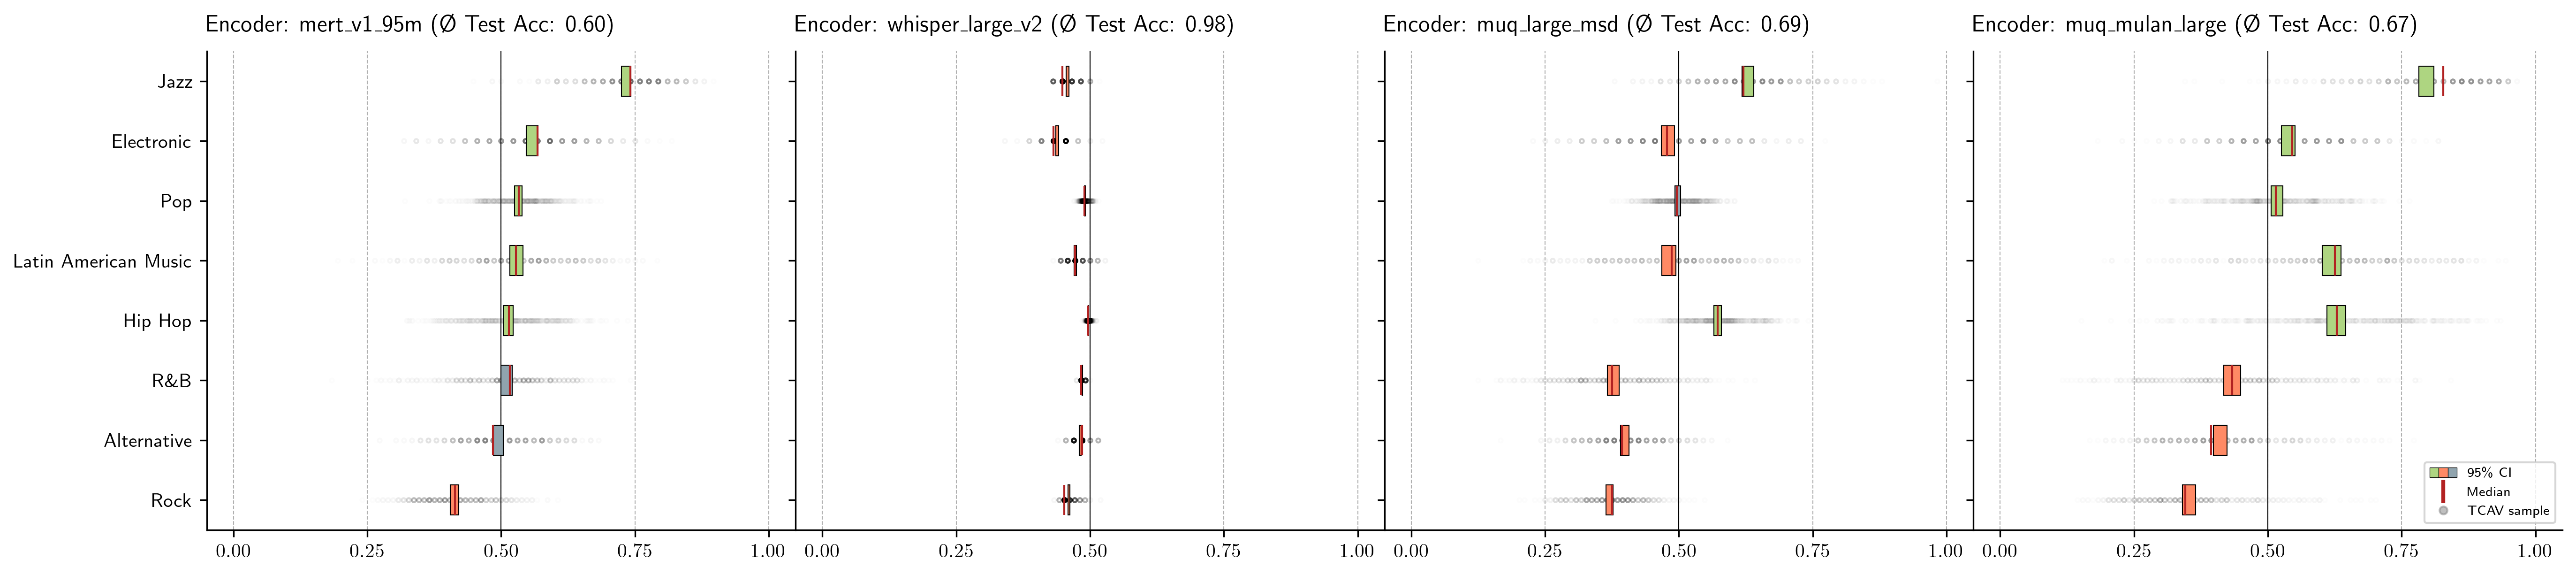 Encoder: mert_v1_95m (Ø Test Acc: 0.60)
Encoder: whisper_large_v2 (Ø Test Acc: 0.98)
Encoder: muq_large_msd (Ø Test Acc: 0.69)
Encoder: muq_mulan_large (Ø Test Acc: 0.67)
Jazz
Electronic
Pop
Latin American Music
Hip Hop
R&B
Alternative
Rock
95% CI
Median
TCAV sample
0.00 0.25 0.50 0.75 1.00
0.00 0.25 0.50 0.75 1.00
0.00 0.25 0.50 0.75 1.00
0.00 0.25 0.50 0.75 1.00